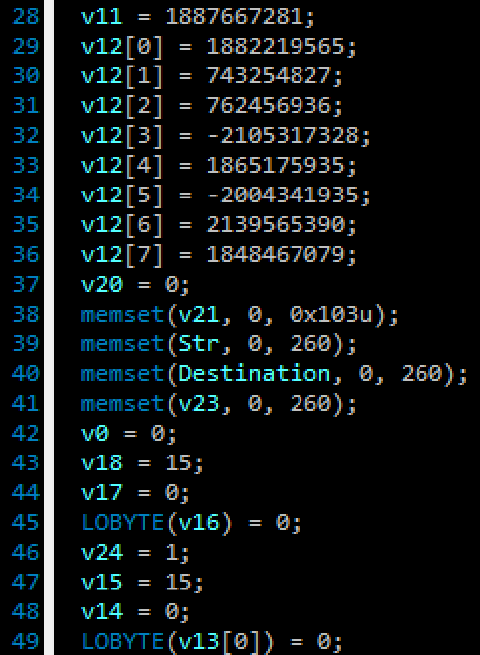 28 v11 = 1887667281;
29 v12[0] = 1882219565;
30 v12[1] = 743254827;
31 v12[2] = 762456936;
32 v12[3] = -2105317328;
33 v12[4] = 1865175935;
34 v12[5] = -2004341935;
35 v12[6] = 2139565390;
36 v12[7] = 1848467079;
37 v20 = 0;
38 memset(v21, 0, 0x103u);
39 memset(Str, 0, 260);
40 memset(Destination, 0, 260);
41 memset(v23, 0, 260);
42 v0 = 0;
43 v18 = 15;
44 v17 = 0;
45 LOBYTE(v16) = 0;
46 v24 = 1;
47 v15 = 15;
48 v14 = 0;
49 LOBYTE(v13[0]) = 0;